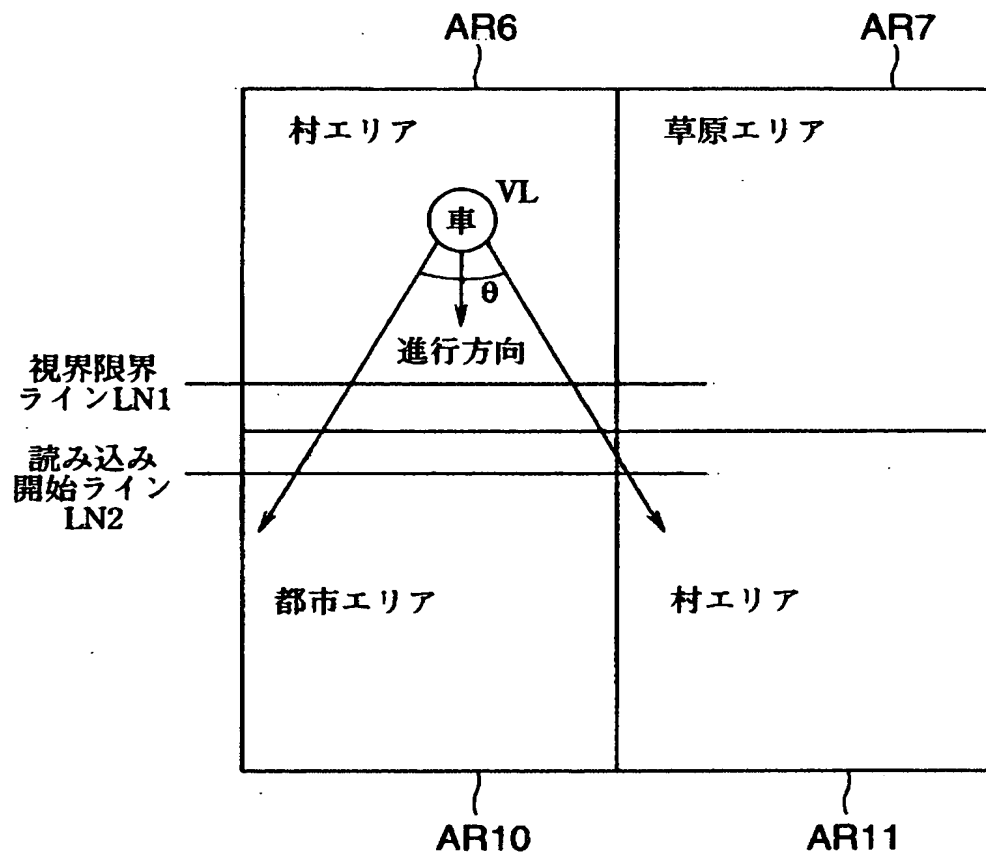 AR6
AR7
村エリア
草原エリア
車
VL
θ
進行方向
視界限界
ラインLN1
読み込み
開始ライン
LN2
都市エリア
村エリア
AR10
AR11